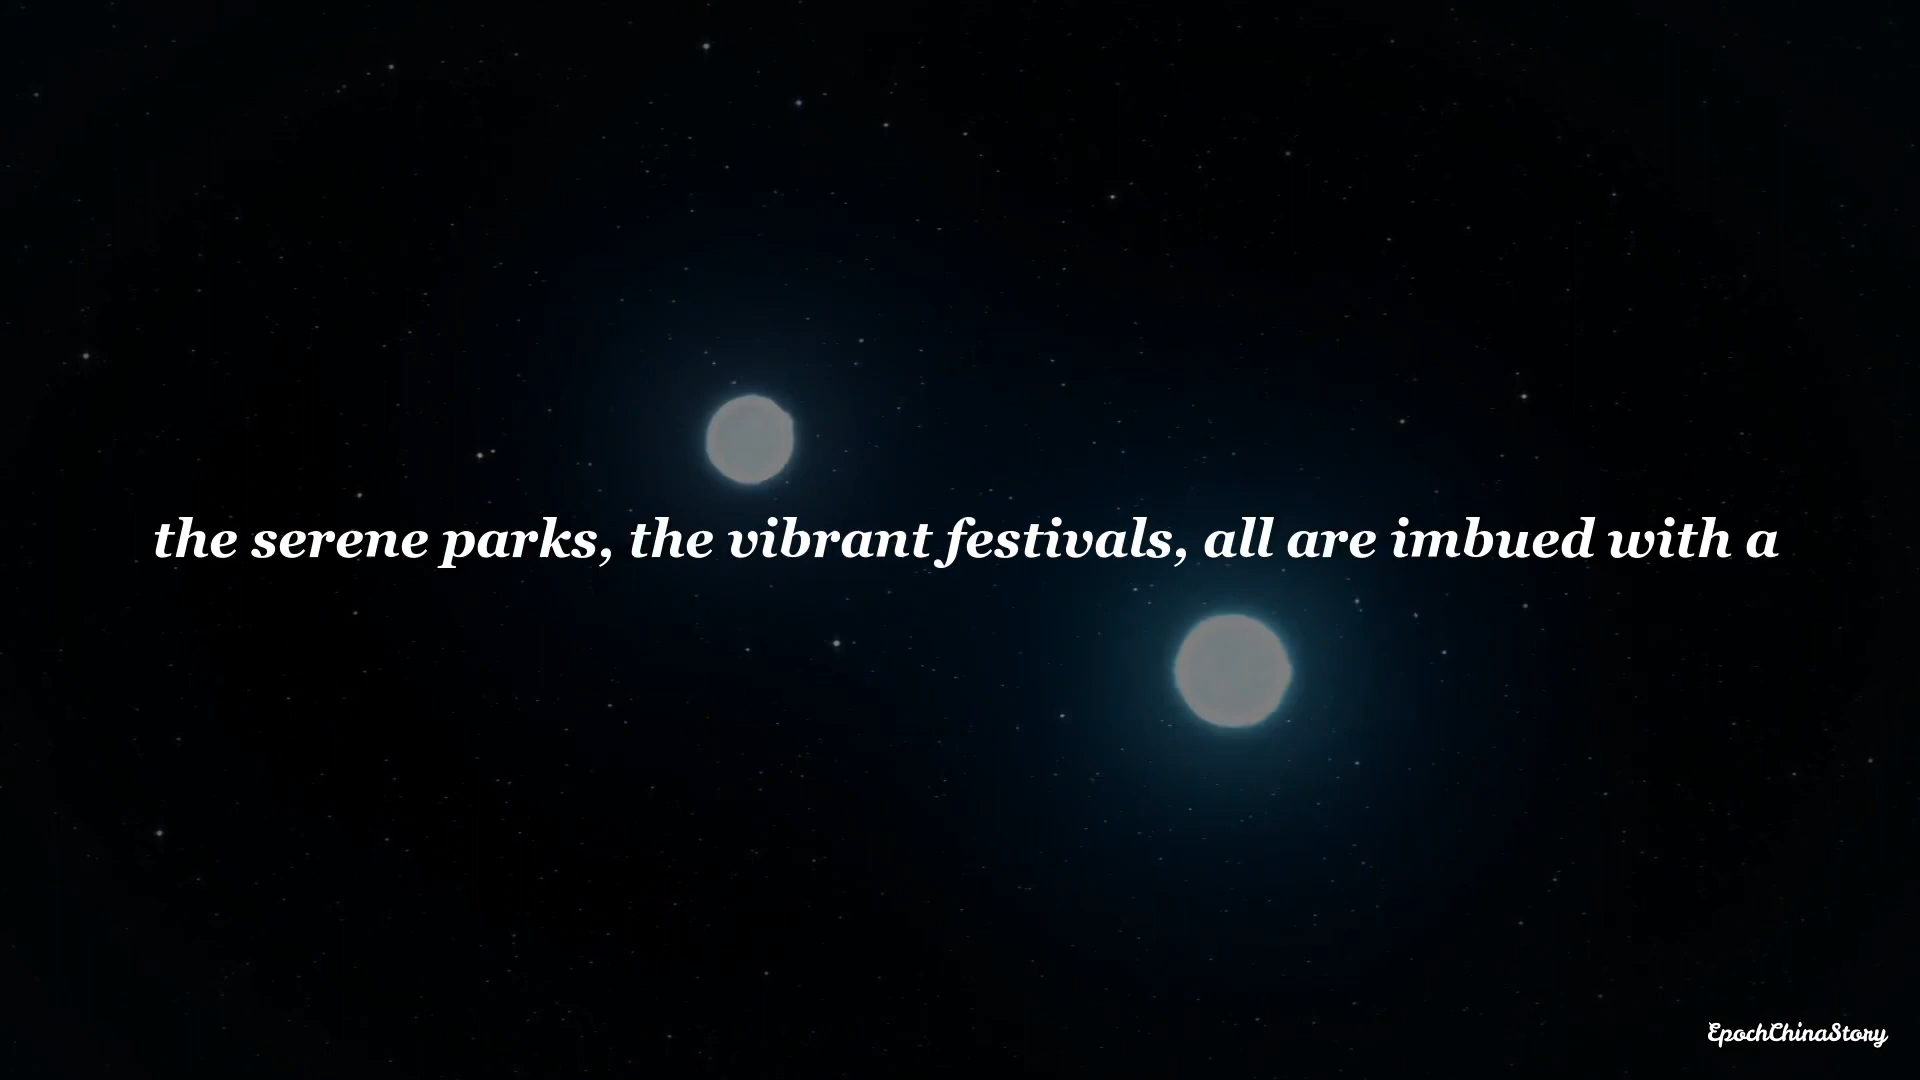 the serene parks, the vibrant festivals, all are imbued with a
EpochChinaStory